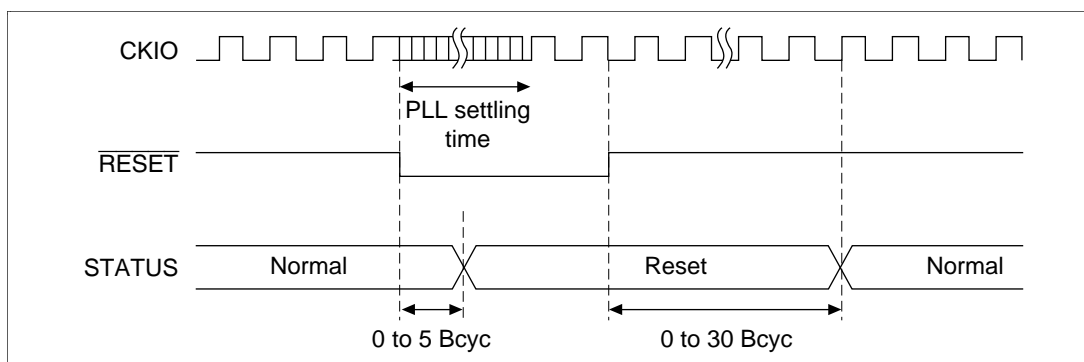 CKIO
PLL settling
time
RESET
STATUS
Normal
Reset
Normal
0 to 5 Bcyc
0 to 30 Bcyc